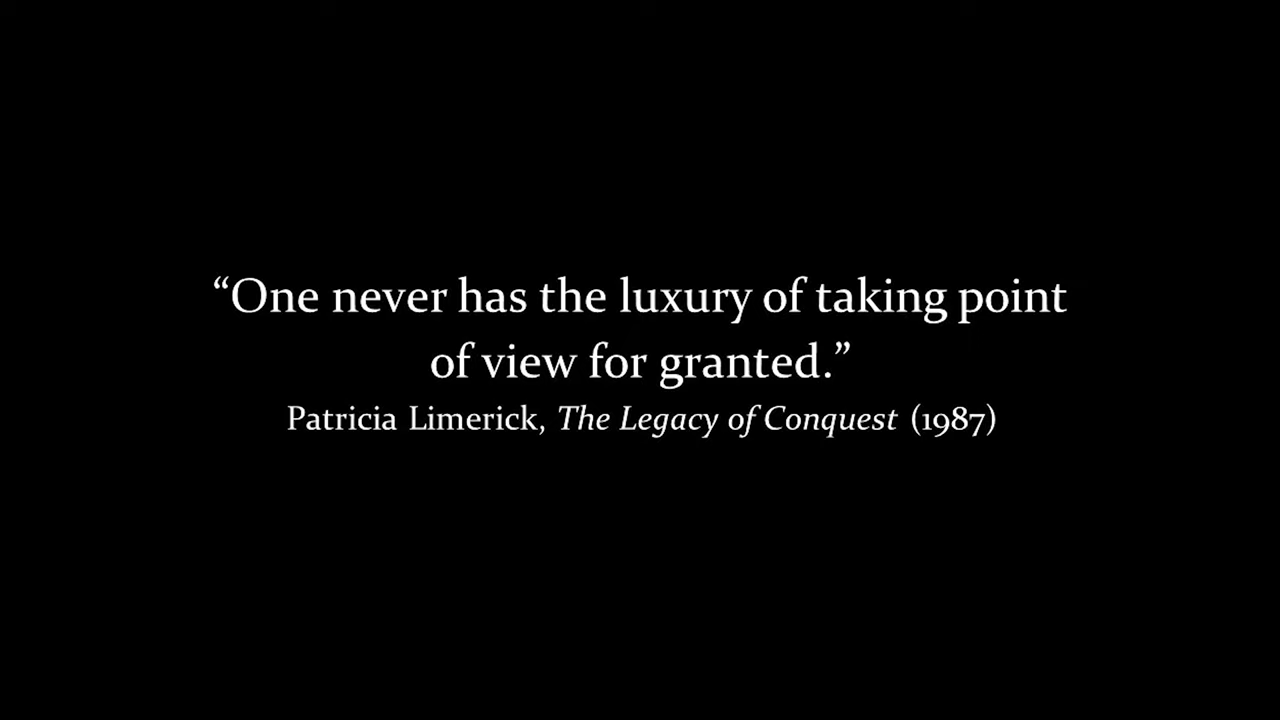 “One never has the luxury of taking point
of view for granted.”
Patricia Limerick, The Legacy of Conquest (1987)